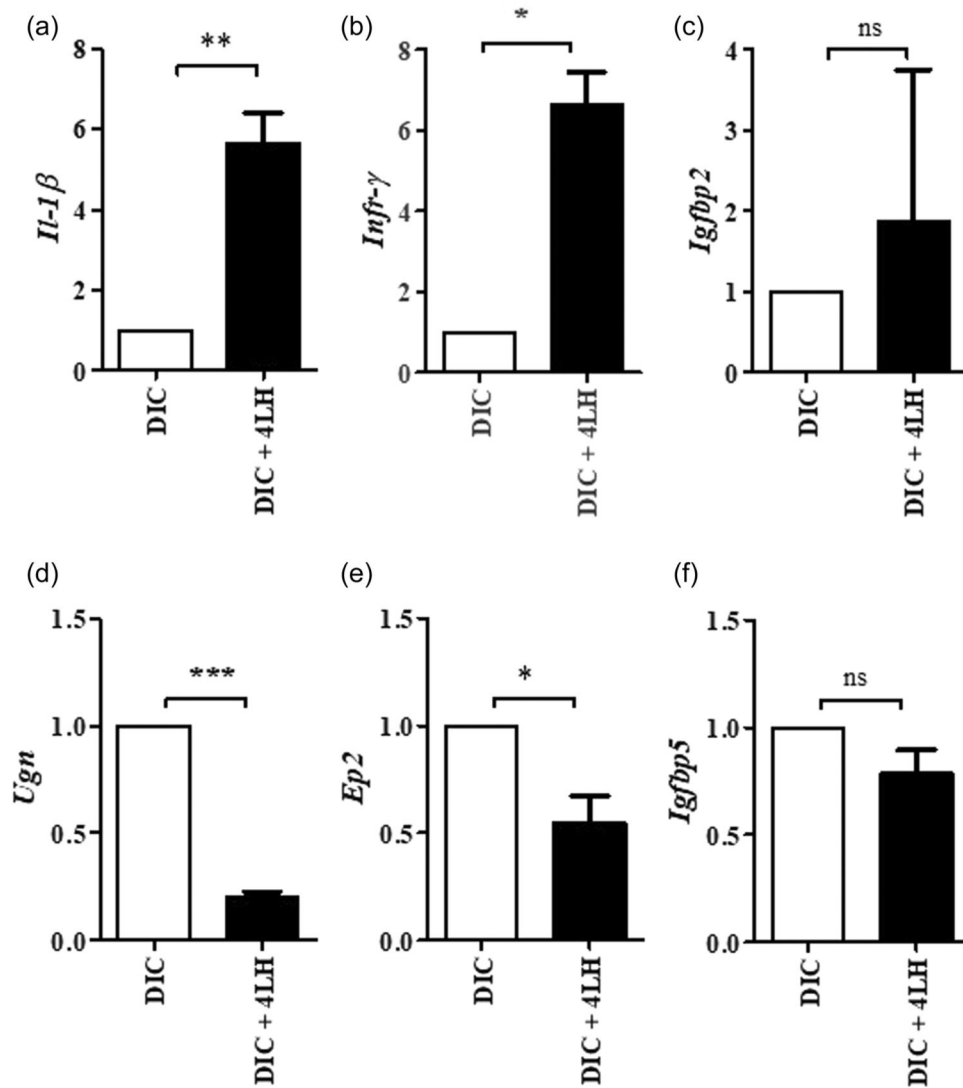 (a)
**
8
6
4
2
0
Il-1β
DIC
DIC + 4LH
(b)
*
8
6
4
2
0
Infr-γ
DIC
DIC + 4LH
(c)
ns
4
3
2
1
0
Igfbp2
DIC
DIC + 4LH
(d)
***
1.5
1.0
0.5
0.0
Ugn
DIC
DIC + 4LH
(e)
*
1.5
1.0
0.5
0.0
Ep2
DIC
DIC + 4LH
(f)
ns
1.5
1.0
0.5
0.0
Igfbp5
DIC
DIC + 4LH